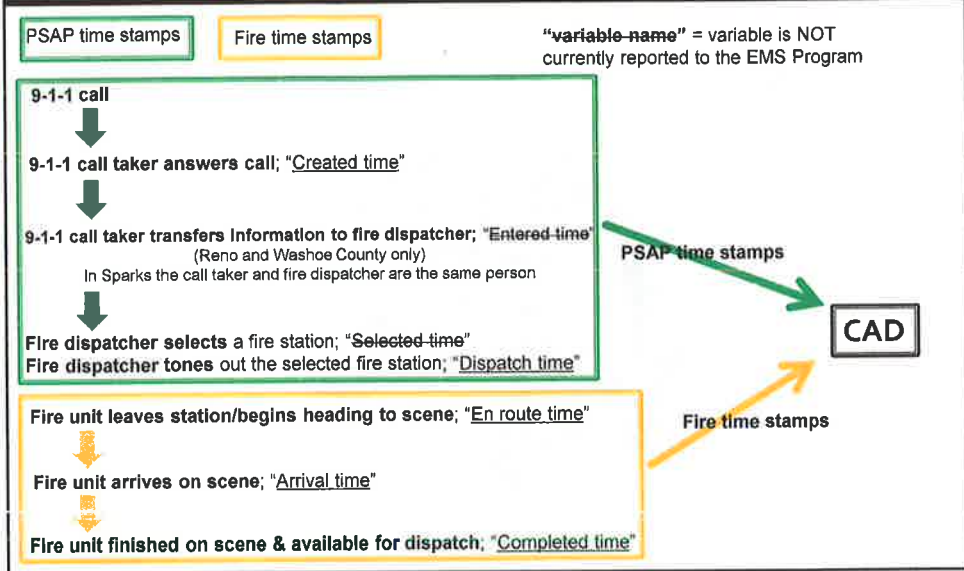 PSAP time stamps
Fire time stamps
“variable name” = variable is NOT
currently reported to the EMS Program
9-1-1 call
9-1-1 call taker answers call; “Created time”
9-1-1 call taker transfers information to fire dispatcher; “Entered time”
(Reno and Washoe County only)
In Sparks the call taker and fire dispatcher are the same person
Fire dispatcher selects a fire station; “Selected time”
Fire dispatcher tones out the selected fire station; “Dispatch time”
PSAP time stamps
CAD
Fire unit leaves station/begins heading to scene; “En route time”
Fire time stamps
Fire unit arrives on scene; “Arrival time”
Fire unit finished on scene & available for dispatch; “Completed time”